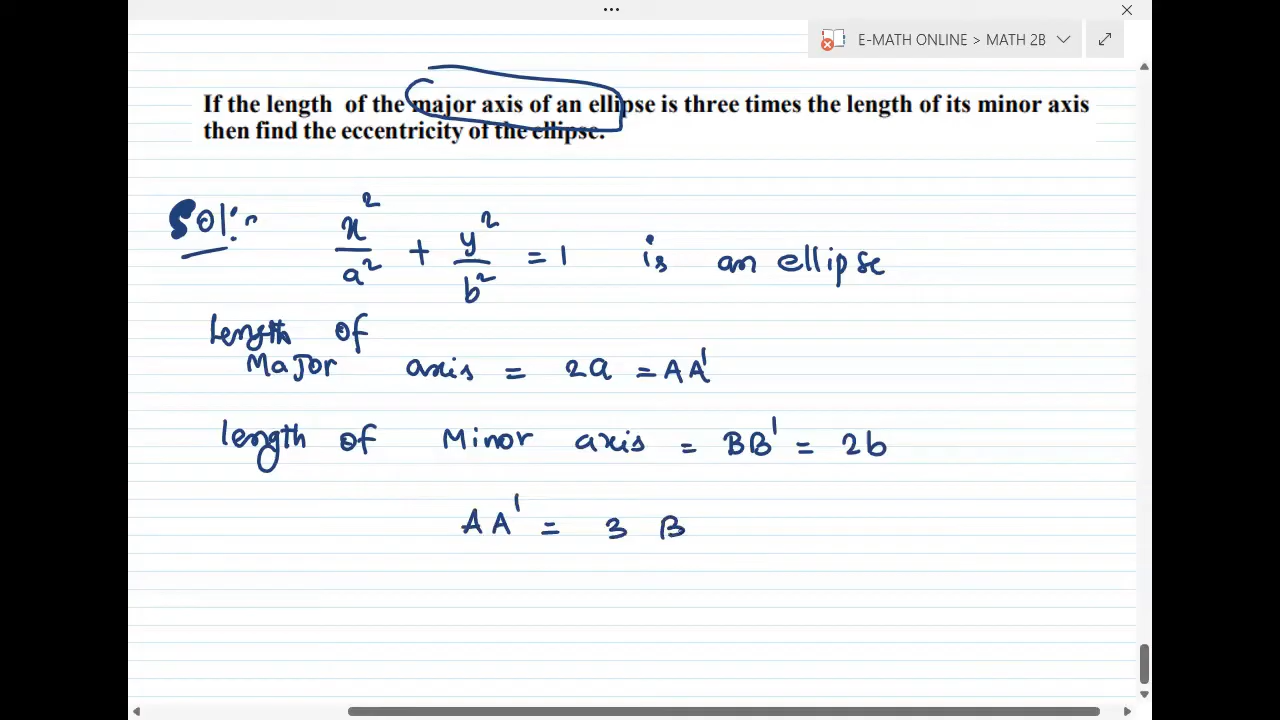 E-MATH ONLINE > MATH 2B
If the length of the major axis of an ellipse is three times the length of its minor axis
then find the eccentricity of the ellipse.
Sol:-
x²/a² + y²/b² = 1 is an ellipse
Length of
Major axis = 2a = AA'
length of Minor axis = BB' = 2b
AA' = 3 B